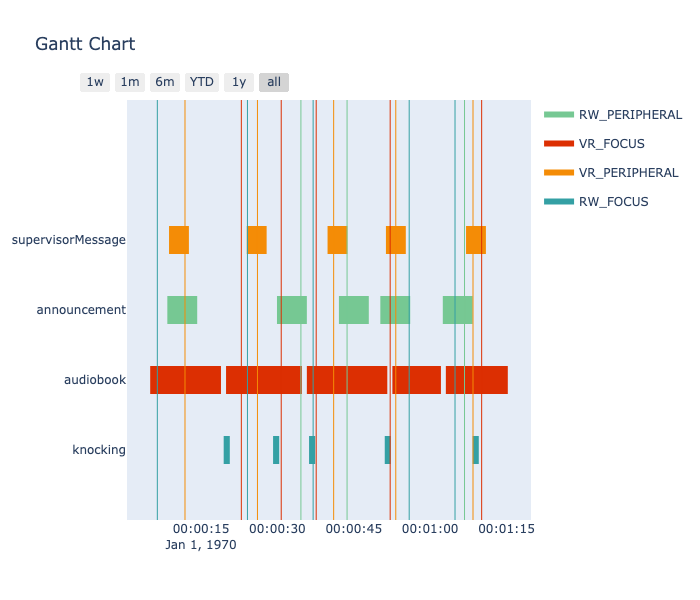 Gantt Chart
1w 1m 6m YTD 1y all
RW_PERIPHERAL
VR_FOCUS
VR_PERIPHERAL
RW_FOCUS
supervisorMessage
announcement
audiobook
knocking
00:00:15 00:00:30 00:00:45 00:01:00 00:01:15
Jan 1, 1970